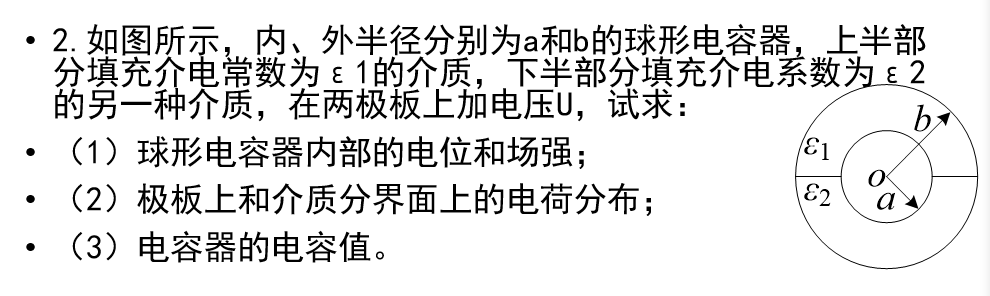 • 2.如图所示，内、外半径分别为a和b的球形电容器，上半部
分填充介电常数为ε1的介质，下半部分填充介电系数为ε2
的另一种介质，在两极板上加电压U，试求：
• （1）球形电容器内部的电位和场强；
• （2）极板上和介质分界面上的电荷分布；
• （3）电容器的电容值。
b
ε1
ε2
o
a